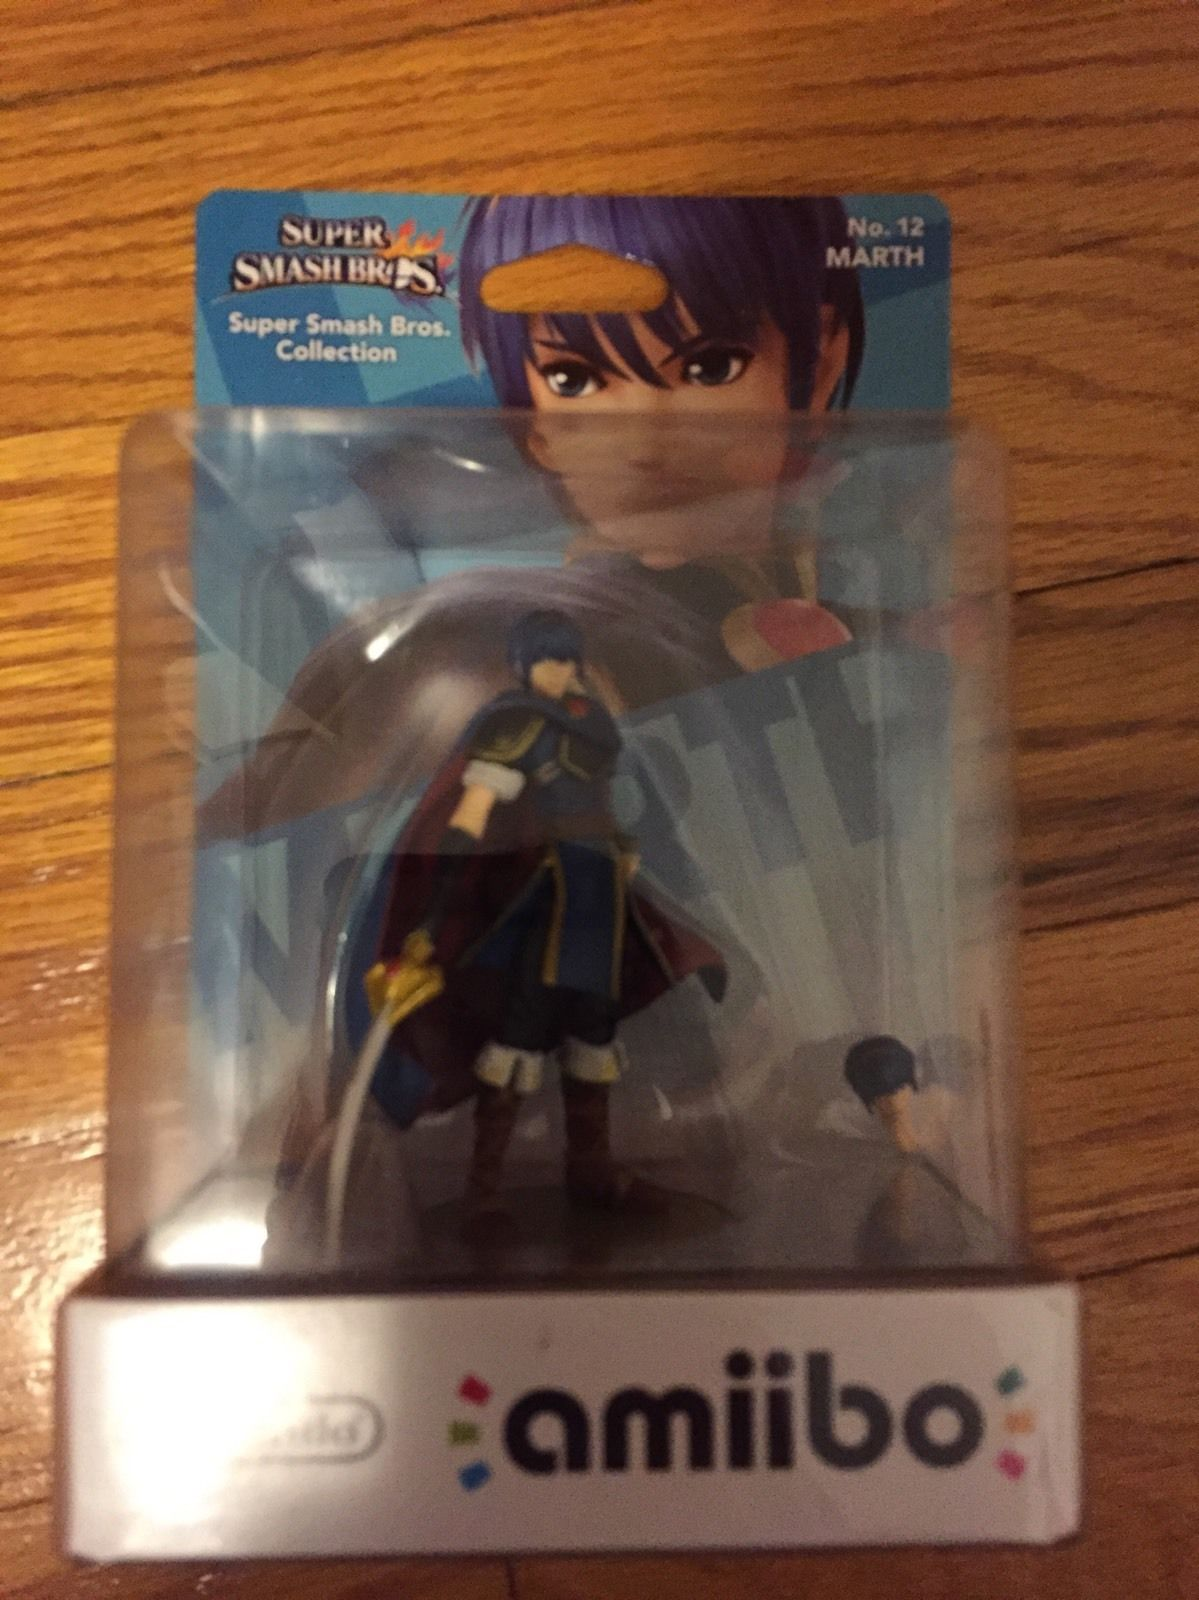 SUPER
SMASH BROS.
Super Smash Bros.
Collection
No. 12
MARTH
amiibo